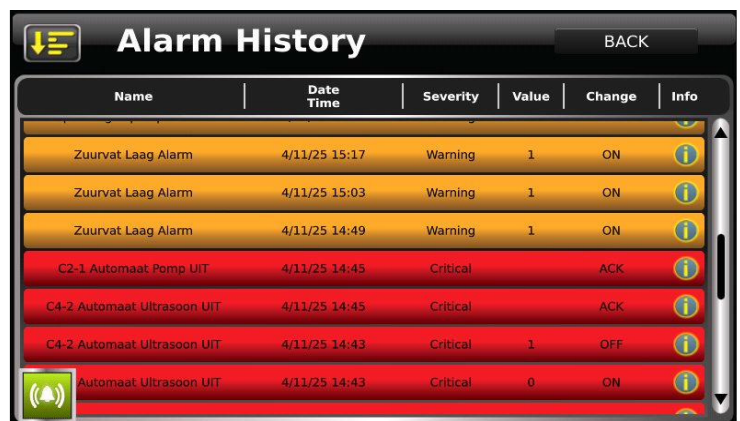 Alarm History BACK
Name Date Time Severity Value Change Info
Zuurvat Laag Alarm 4/11/25 15:17 Warning 1 ON
Zuurvat Laag Alarm 4/11/25 15:03 Warning 1 ON
Zuurvat Laag Alarm 4/11/25 14:49 Warning 1 ON
C2-1 Automaat Pomp UIT 4/11/25 14:45 Critical ACK
C4-2 Automaat Ultrasoon UIT 4/11/25 14:45 Critical ACK
C4-2 Automaat Ultrasoon UIT 4/11/25 14:43 Critical 1 OFF
Automaat Ultrasoon UIT 4/11/25 14:43 Critical 0 ON